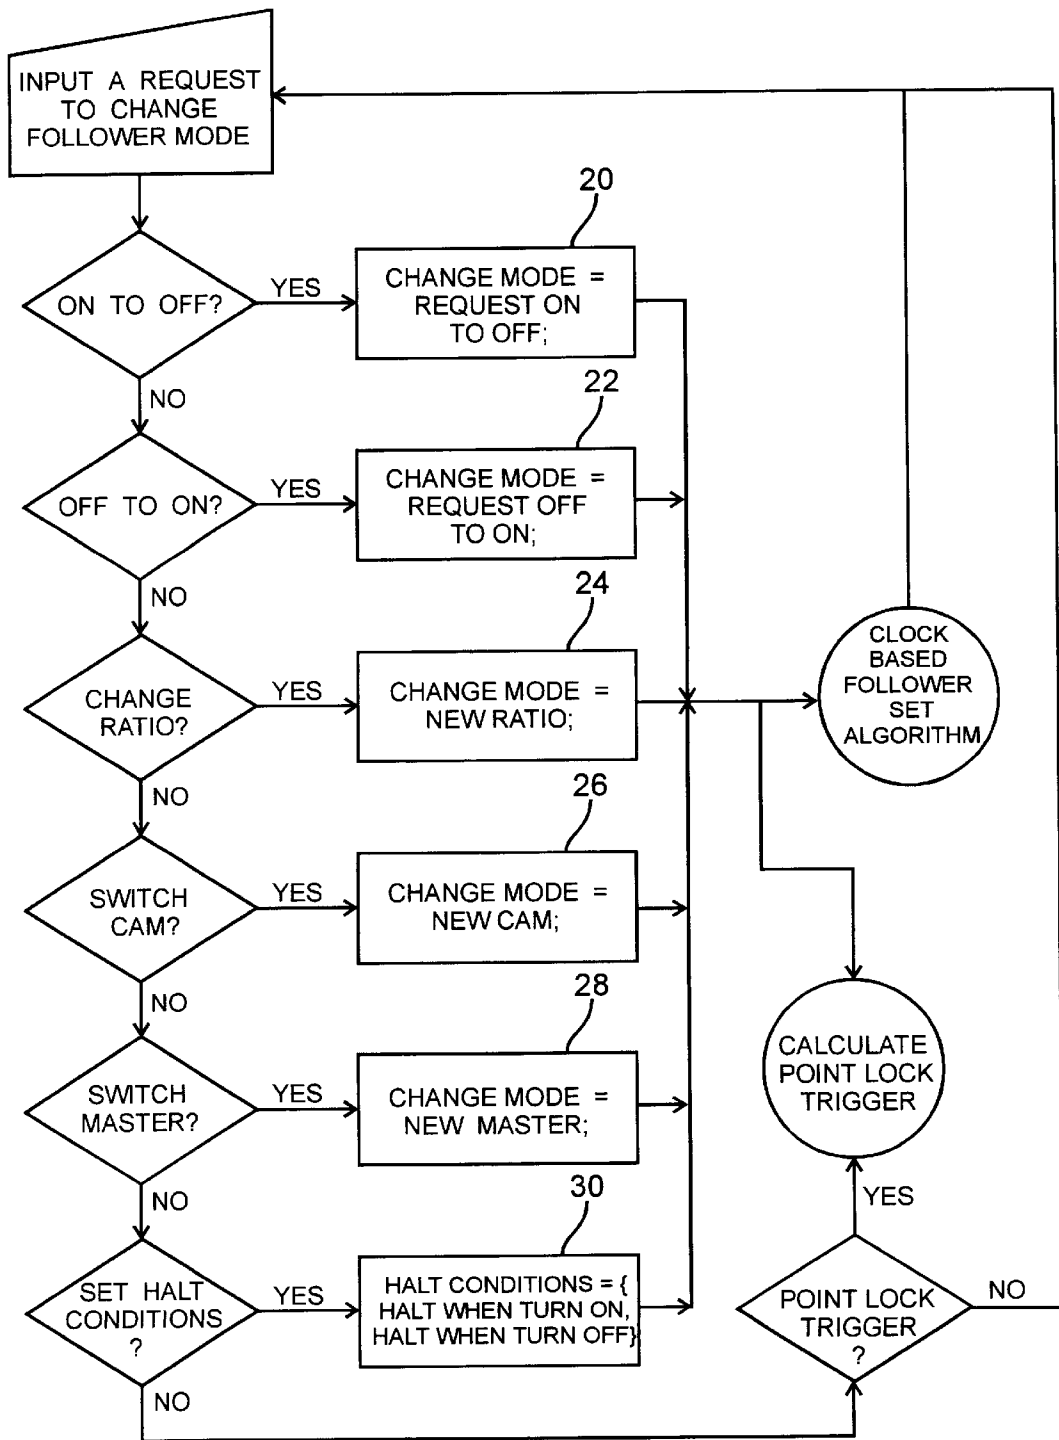 INPUT A REQUEST
TO CHANGE
FOLLOWER MODE
20
ON TO OFF?
YES
CHANGE MODE =
REQUEST ON
TO OFF;
NO
22
OFF TO ON?
YES
CHANGE MODE =
REQUEST OFF
TO ON;
NO
24
CHANGE
RATIO?
YES
CHANGE MODE =
NEW RATIO;
CLOCK
BASED
FOLLOWER
SET
ALGORITHM
NO
26
SWITCH
CAM?
YES
CHANGE MODE =
NEW CAM;
NO
28
SWITCH
MASTER?
YES
CHANGE MODE =
NEW MASTER;
CALCULATE
POINT LOCK
TRIGGER
NO
30
YES
SET HALT
CONDITIONS
?
YES
HALT CONDITIONS = {
HALT WHEN TURN ON,
HALT WHEN TURN OFF}
POINT LOCK
TRIGGER
?
NO
NO